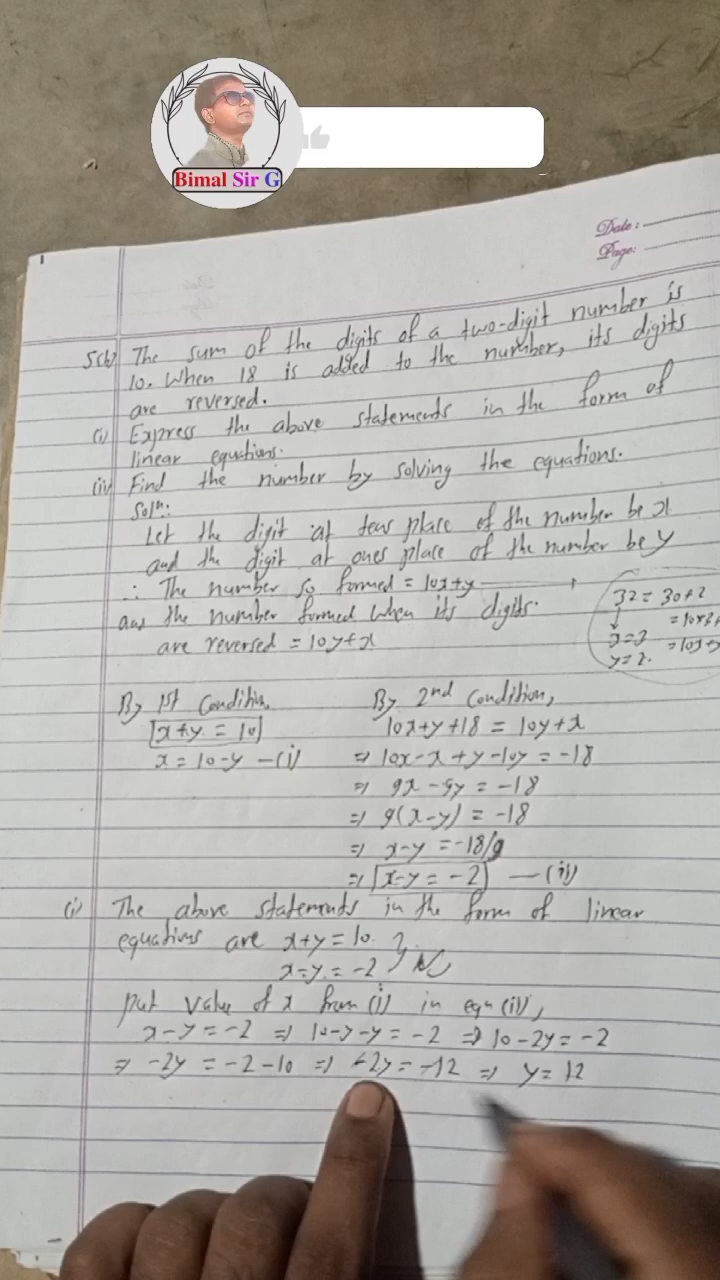 Bimal Sir G
Date:
Page:
5(b) The sum of the digits of a two-digit number is
10. When 18 is added to the number, its digits
are reversed.
(i) Express the above statements in the form of
linear equations.
(ii) Find the number by solving the equations.
Solⁿ:
Let the digit at tens place of the number be x
and the digit at ones place of the number be y
∴ The number so formed = 10x+y
and the number formed when its digits
are reversed = 10y+x
32 = 30+2
= 10×3+
x=3
y=2.
By 1st Condition,
x+y = 10
x = 10-y -(i)
By 2nd Condition,
10x+y+18 = 10y+x
=> 10x-x+y-10y = -18
=> 9x-9y = -18
=> 9(x-y) = -18
=> x-y = -18/9
=> x-y = -2 -(ii)
(i) The above statements in the form of linear
equations are x+y = 10
x-y = -2
put value of x from (i) in eqn (ii),
x-y = -2 => 10-y-y = -2 => 10-2y = -2
=> -2y = -2-10 => -2y = -12 => y = 12